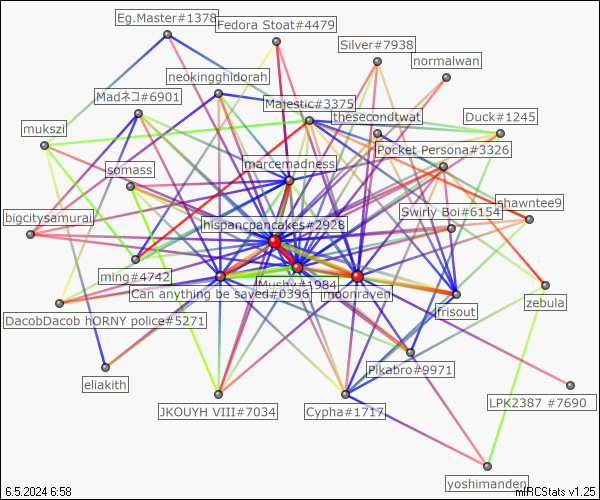 Eg.Master#1378
Fedora Stoat#4479
Silver#7938
normalwan
neokingghidorah
Madネコ#6901
Majestic#3375
thesecondtwat
Duck#1245
mukszi
Pocket Persona#3326
marcemadness
somass
shawntee9
Swirly Boi#6154
bigcitysamurai
hispancpancakes#2928
ming#4742
Mushy#1984
Can anything be saved#0396
moonraven
zebula
frisout
DacobDacob hORNY police#5271
Pikabro#9971
eliakith
JKOUYH VIII#7034
Cypha#1717
LPK2387 #7690
yoshimanden
6.5.2024 6:58
mIRCStats v1.25